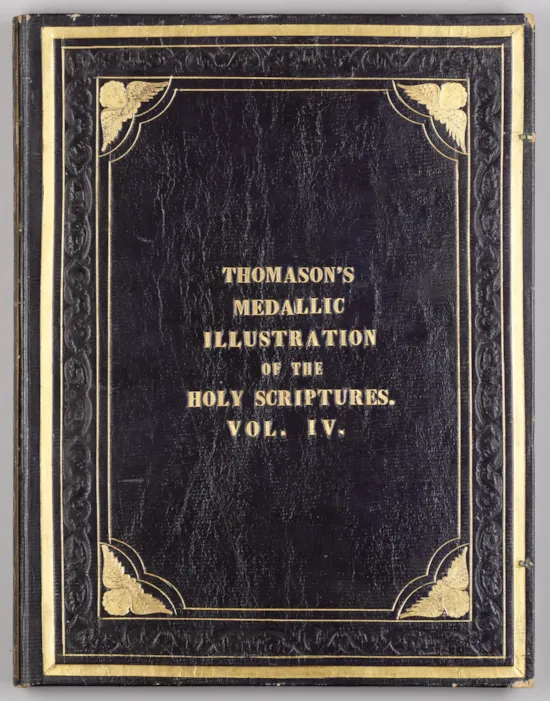 THOMASON'S
MEDALLIC
ILLUSTRATION
OF THE
HOLY SCRIPTURES.
VOL. IV.